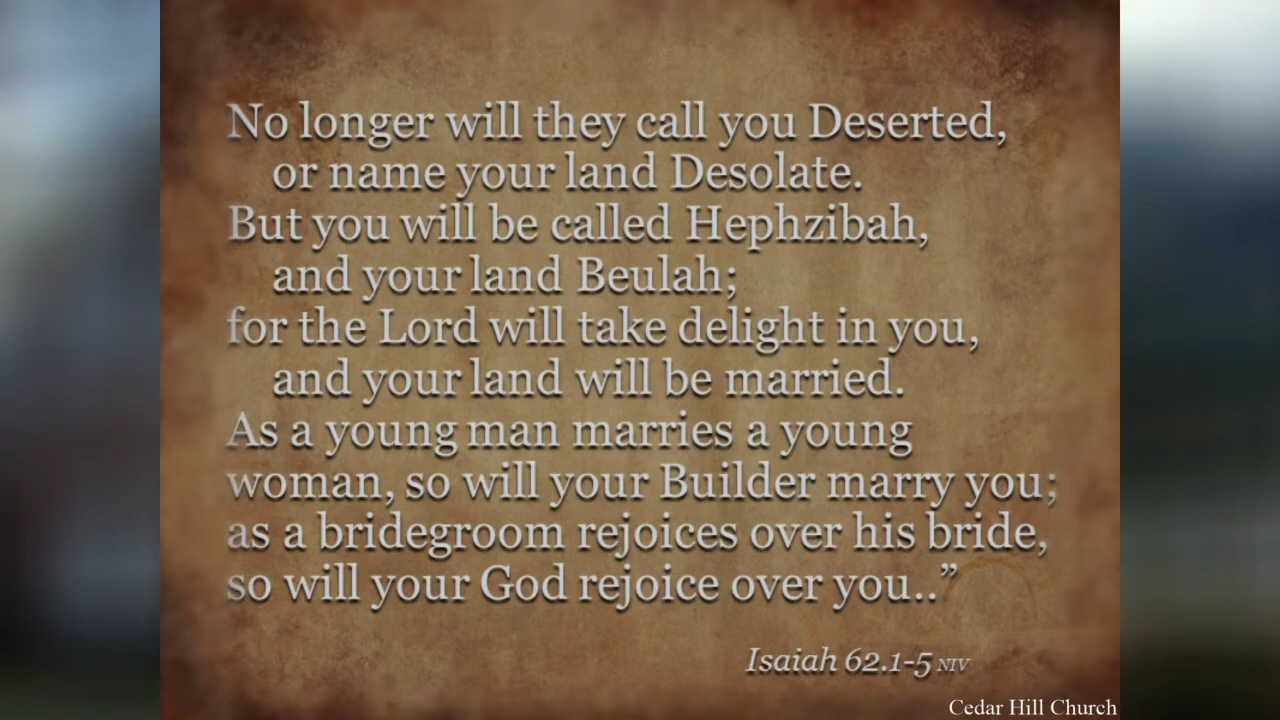 No longer will they call you Deserted,
or name your land Desolate.
But you will be called Hephzibah,
and your land Beulah;
for the Lord will take delight in you,
and your land will be married.
As a young man marries a young
woman, so will your Builder marry you;
as a bridegroom rejoices over his bride,
so will your God rejoice over you..”
Isaiah 62.1-5 NIV
Cedar Hill Church